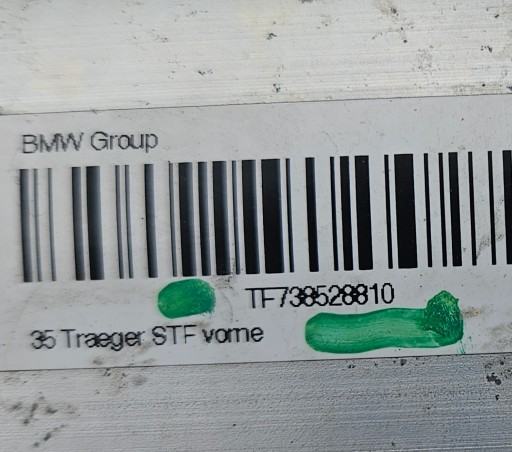 BMW Group
TF738528810
35 Traeger STF vorne